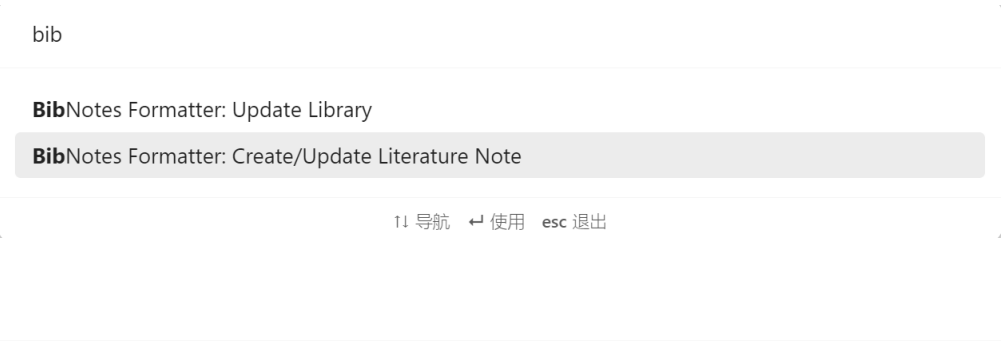 bib
BibNotes Formatter: Update Library
BibNotes Formatter: Create/Update Literature Note
↑↓ 导航 ↵ 使用 esc 退出